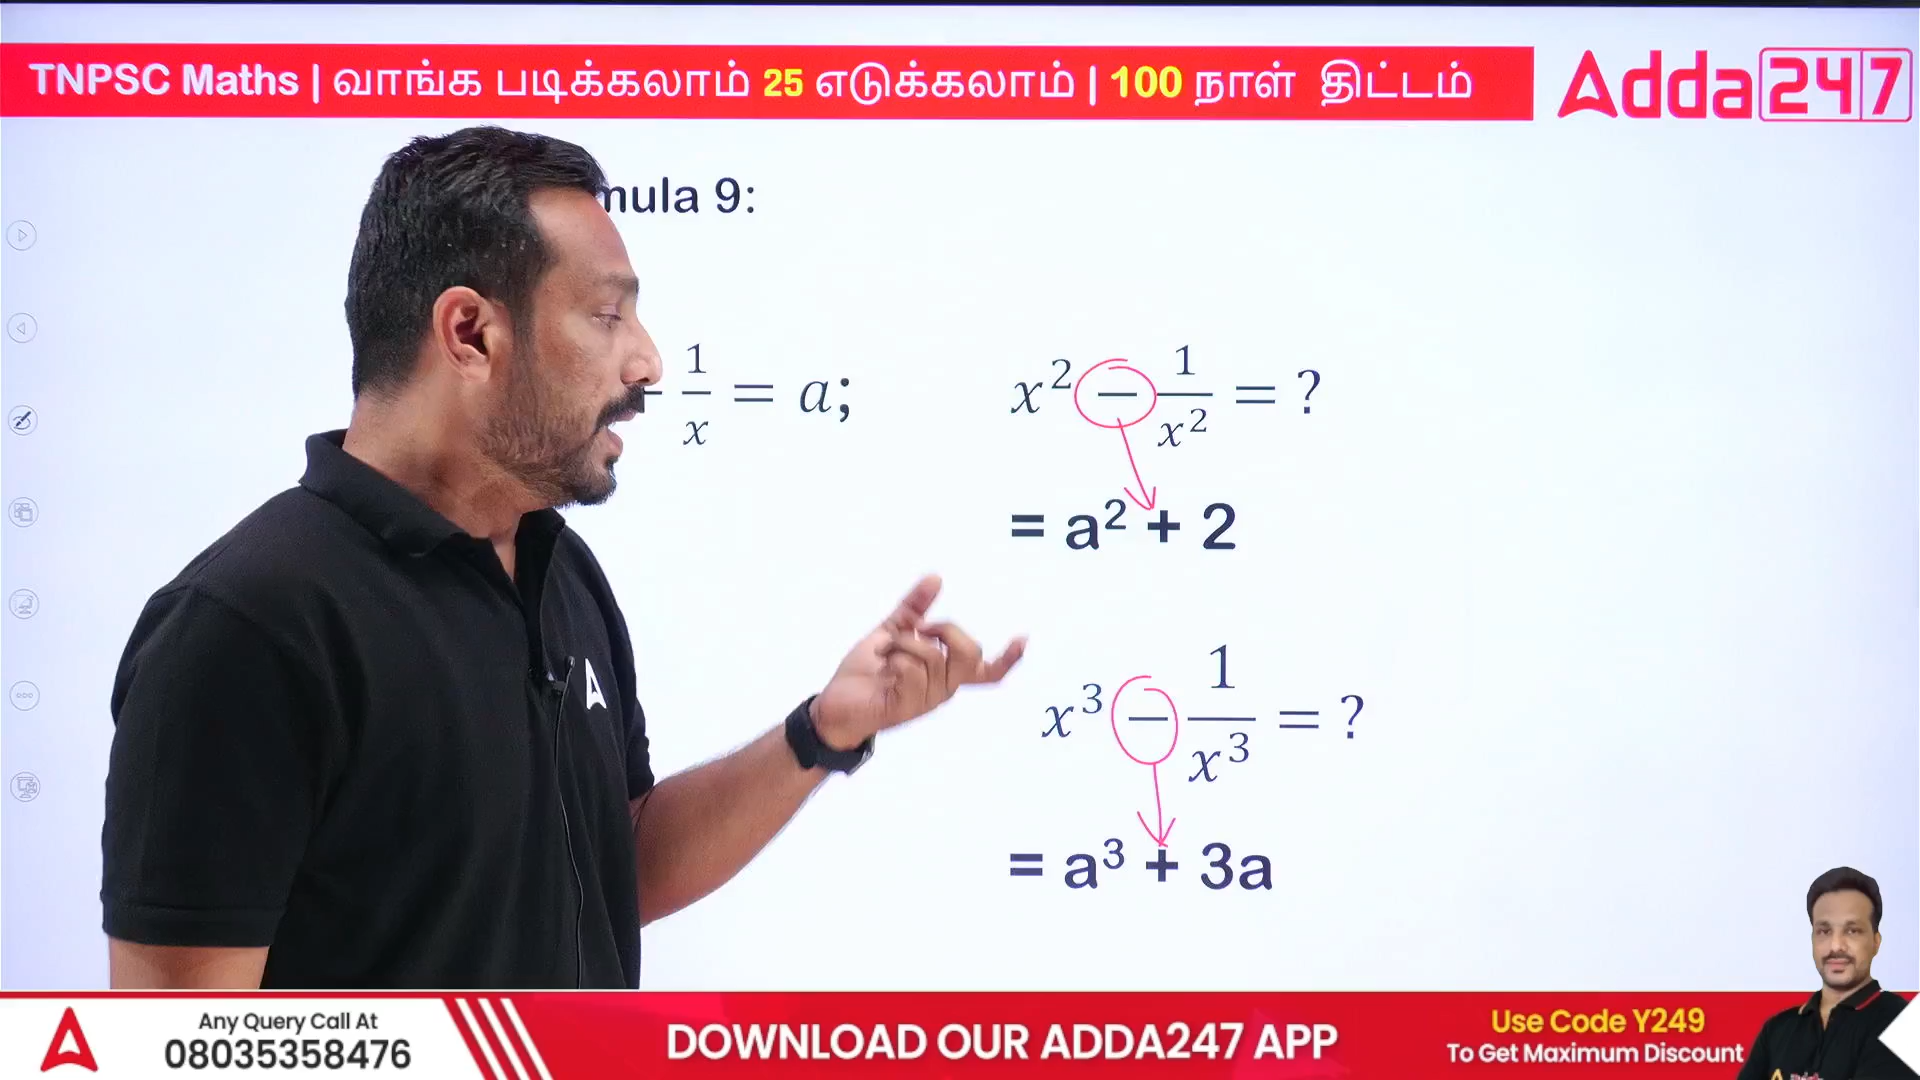 TNPSC Maths | வாங்க படிக்கலாம் 25 எடுக்கலாம் | 100 நாள் திட்டம்
Adda247
mula 9:
− 1/x = a;
x² − 1/x² = ?
= a² + 2
x³ − 1/x³ = ?
= a³ + 3a
Any Query Call At
08035358476
DOWNLOAD OUR ADDA247 APP
Use Code Y249
To Get Maximum Discount